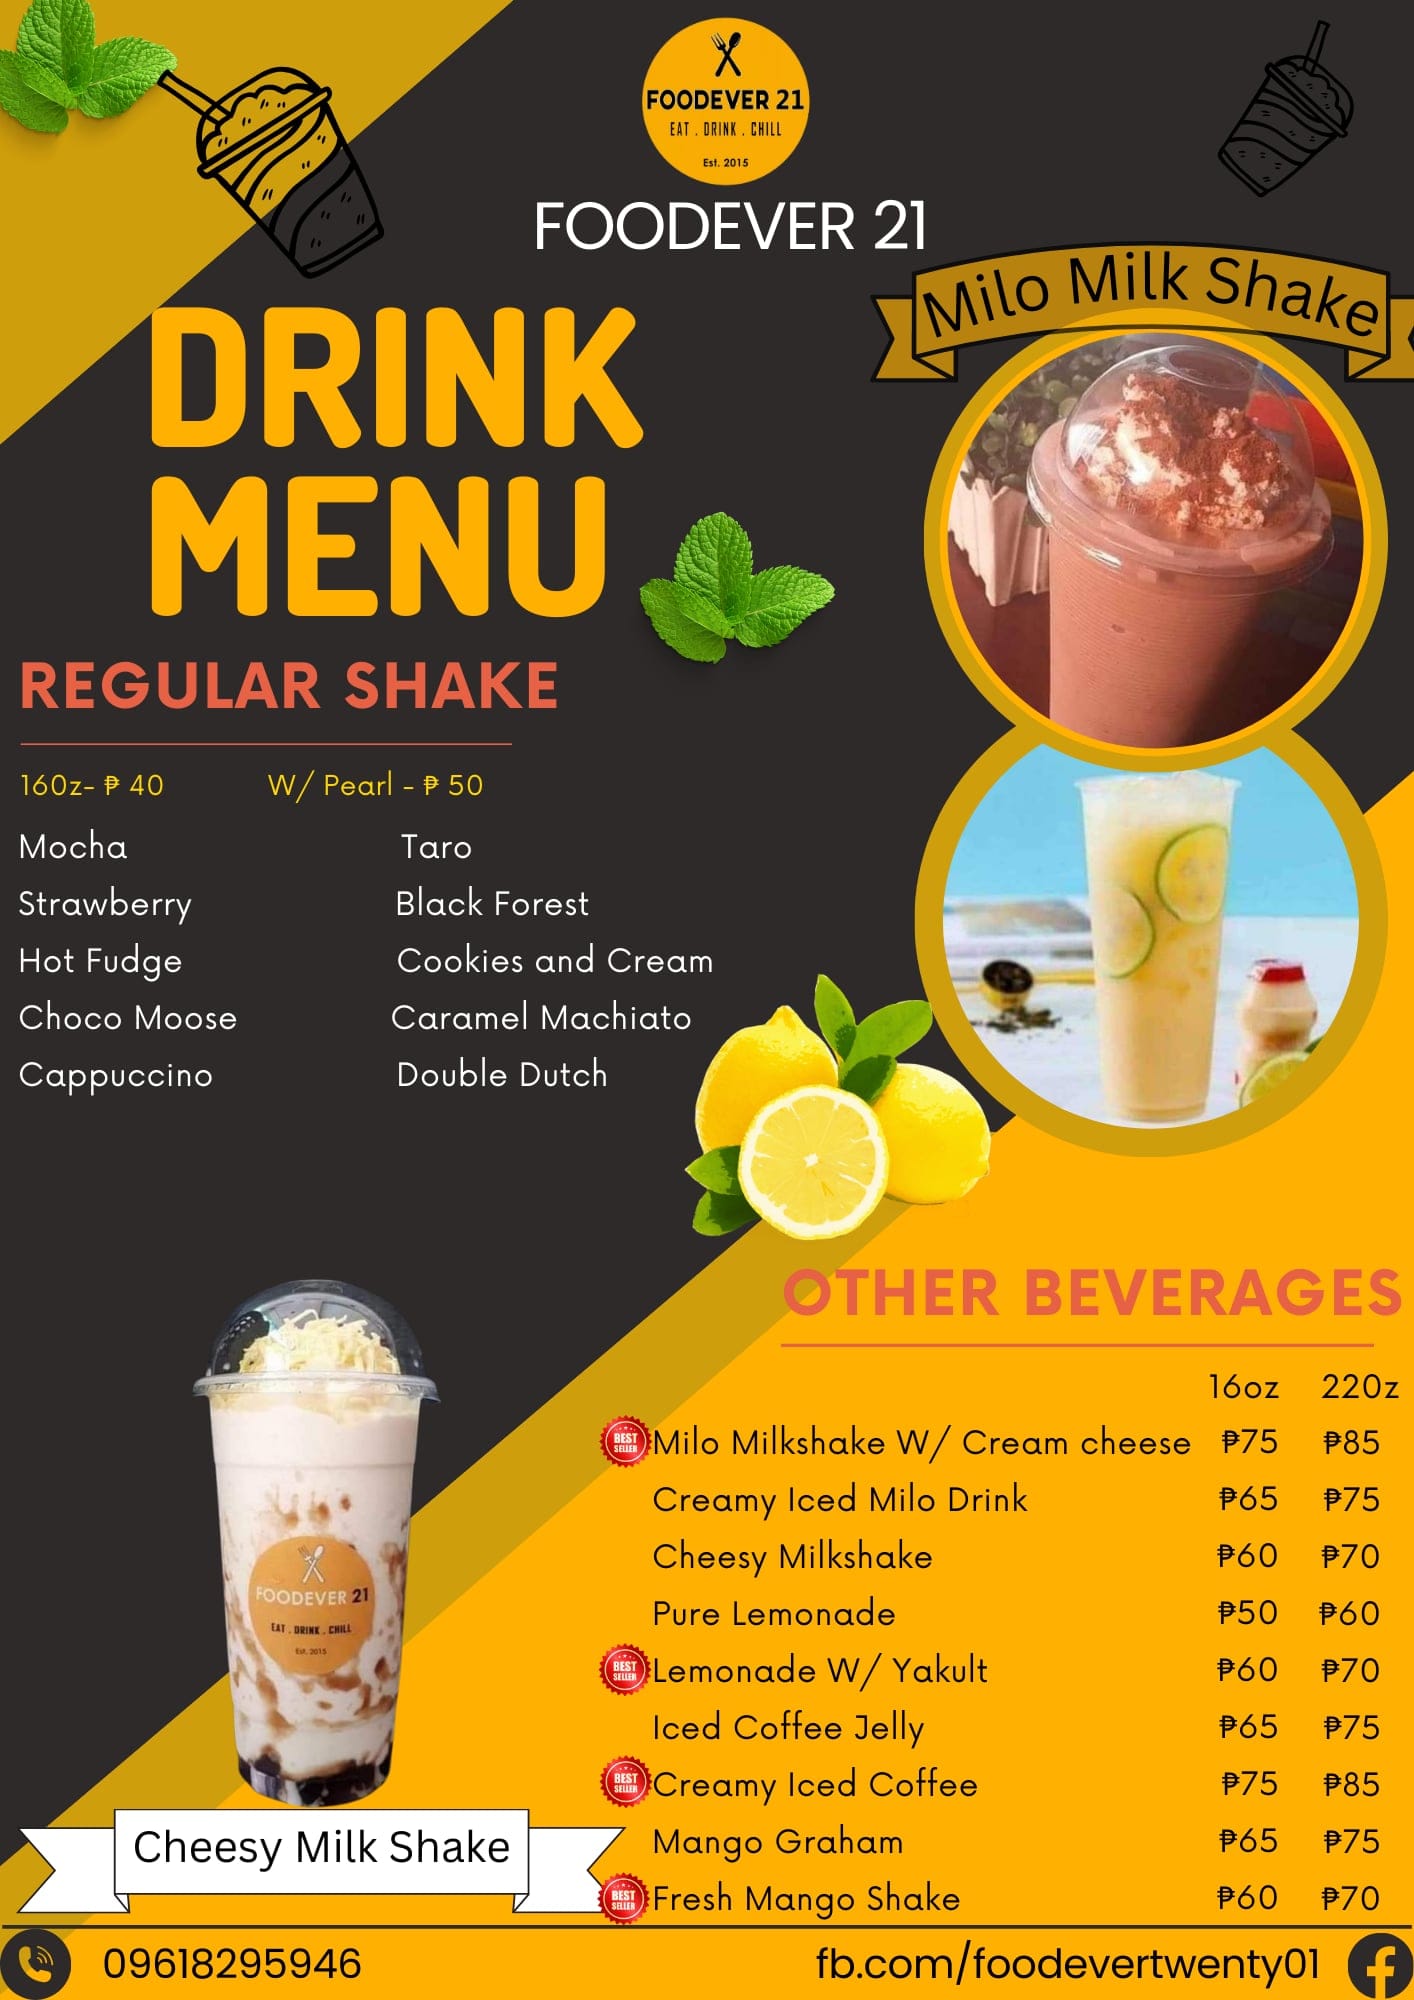 FOODEVER 21
EAT . DRINK . CHILL
Est. 2015
FOODEVER 21
Milo Milk Shake
DRINK
MENU
REGULAR SHAKE
160z- ₱ 40 W/ Pearl - ₱ 50
Mocha Taro
Strawberry Black Forest
Hot Fudge Cookies and Cream
Choco Moose Caramel Machiato
Cappuccino Double Dutch
OTHER BEVERAGES
16oz 220z
BEST SELLER Milo Milkshake W/ Cream cheese ₱75 ₱85
Creamy Iced Milo Drink ₱65 ₱75
Cheesy Milkshake ₱60 ₱70
Pure Lemonade ₱50 ₱60
BEST SELLER Lemonade W/ Yakult ₱60 ₱70
Iced Coffee Jelly ₱65 ₱75
BEST SELLER Creamy Iced Coffee ₱75 ₱85
Mango Graham ₱65 ₱75
BEST SELLER Fresh Mango Shake ₱60 ₱70
FOODEVER 21
EAT . DRINK . CHILL
Est. 2015
Cheesy Milk Shake
09618295946 fb.com/foodevertwenty01